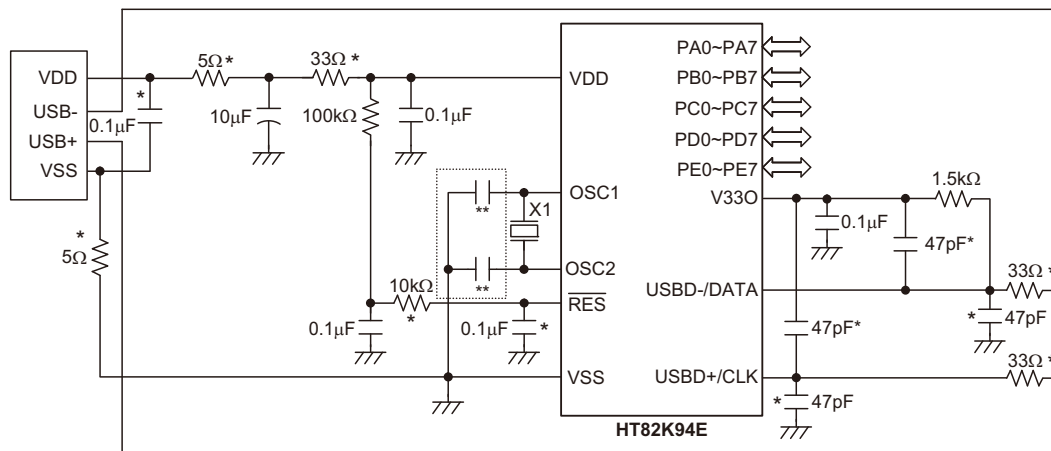 5Ω*
33Ω *
VDD
USB-
USB+
VSS
*
0.1μF
10μF
100kΩ
0.1μF
VDD
PA0~PA7
PB0~PB7
PC0~PC7
PD0~PD7
PE0~PE7
V33O
1.5kΩ
0.1μF
47pF*
OSC1
X1
**
OSC2
**
*
5Ω
10kΩ
*
RES
0.1μF
0.1μF
*
VSS
USBD-/DATA
33Ω *
*
47pF
47pF*
33Ω *
USBD+/CLK
*
47pF
HT82K94E